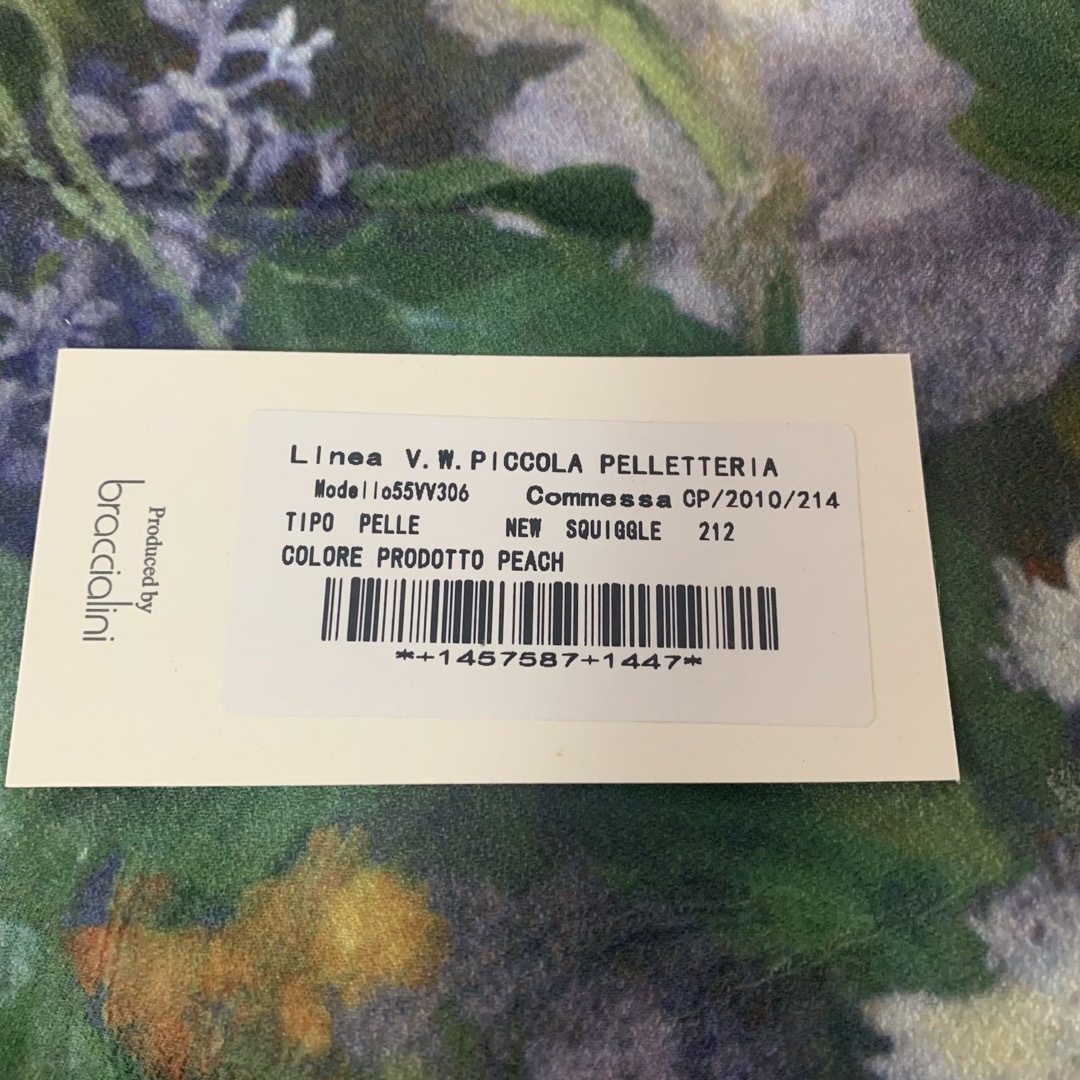 Linea V.W.PICCOLA PELLETTERIA
Modello55VV306 Commessa CP/2010/214
TIPO PELLE NEW SQUIGGLE 212
COLORE PRODOTTO PEACH
*+1457587+1447*
Produced by
braccialini